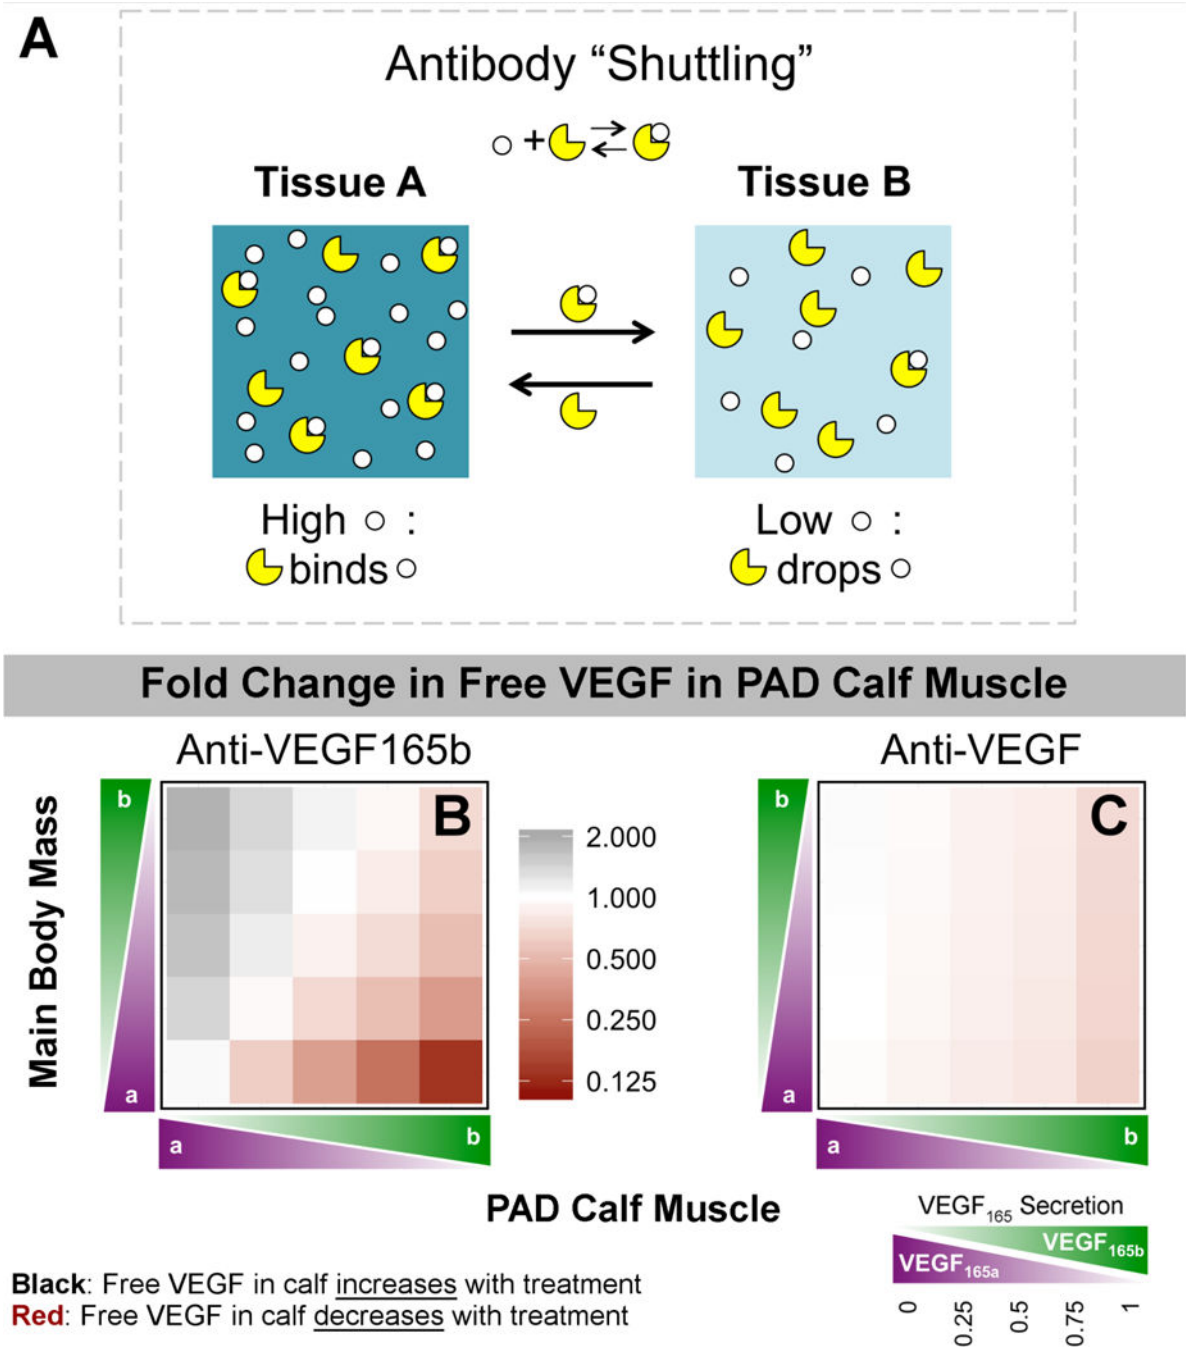 A
Antibody “Shuttling”
+
Tissue A
Tissue B
High :
binds
Low :
drops
Fold Change in Free VEGF in PAD Calf Muscle
Anti-VEGF165b
Anti-VEGF
Main Body Mass
b
a
B
2.000
1.000
0.500
0.250
0.125
b
a
C
a
b
a
b
PAD Calf Muscle
VEGF165 Secretion
VEGF165b
VEGF165a
0
0.25
0.5
0.75
1
Black: Free VEGF in calf increases with treatment
Red: Free VEGF in calf decreases with treatment